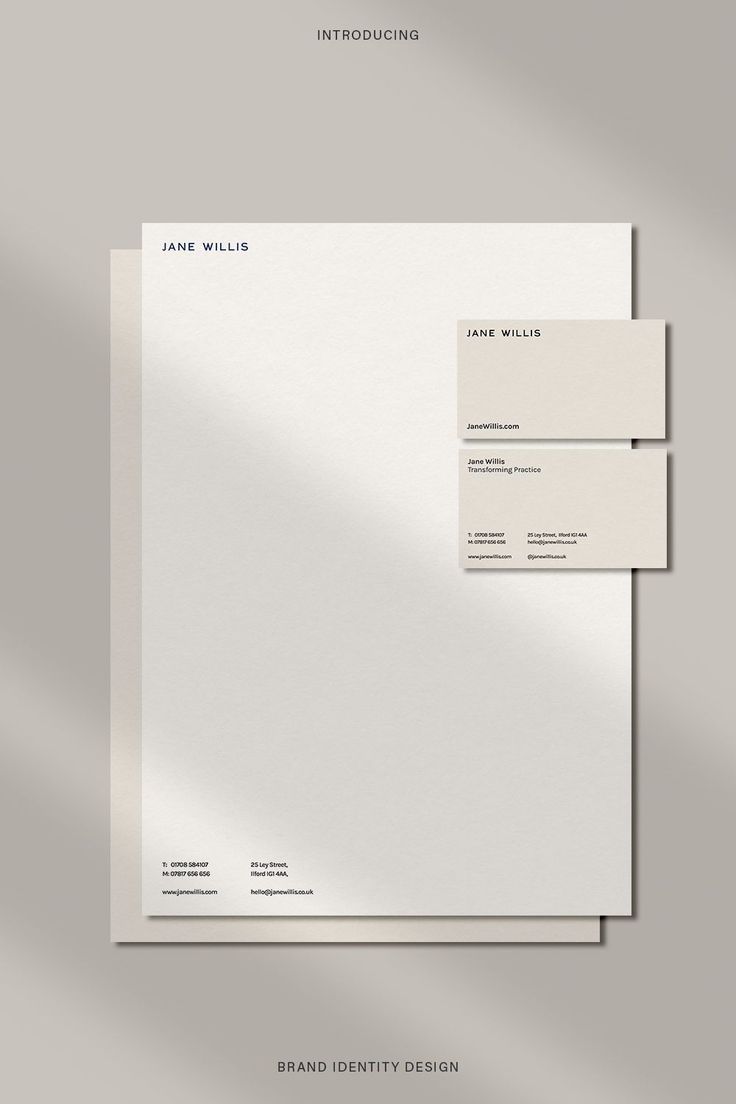 INTRODUCING
JANE WILLIS
JANE WILLIS
JaneWillis.com
Jane Willis
Transforming Practice
T: 01708 584107
M: 07817 656 656
www.janewillis.com
25 Ley Street, Ilford IG1 4AA
hello@janewillis.co.uk
@janewillis.co.uk
T: 01708 584107
M: 07817 656 656
www.janewillis.com
25 Ley Street,
Ilford IG1 4AA,
hello@janewillis.co.uk
BRAND IDENTITY DESIGN